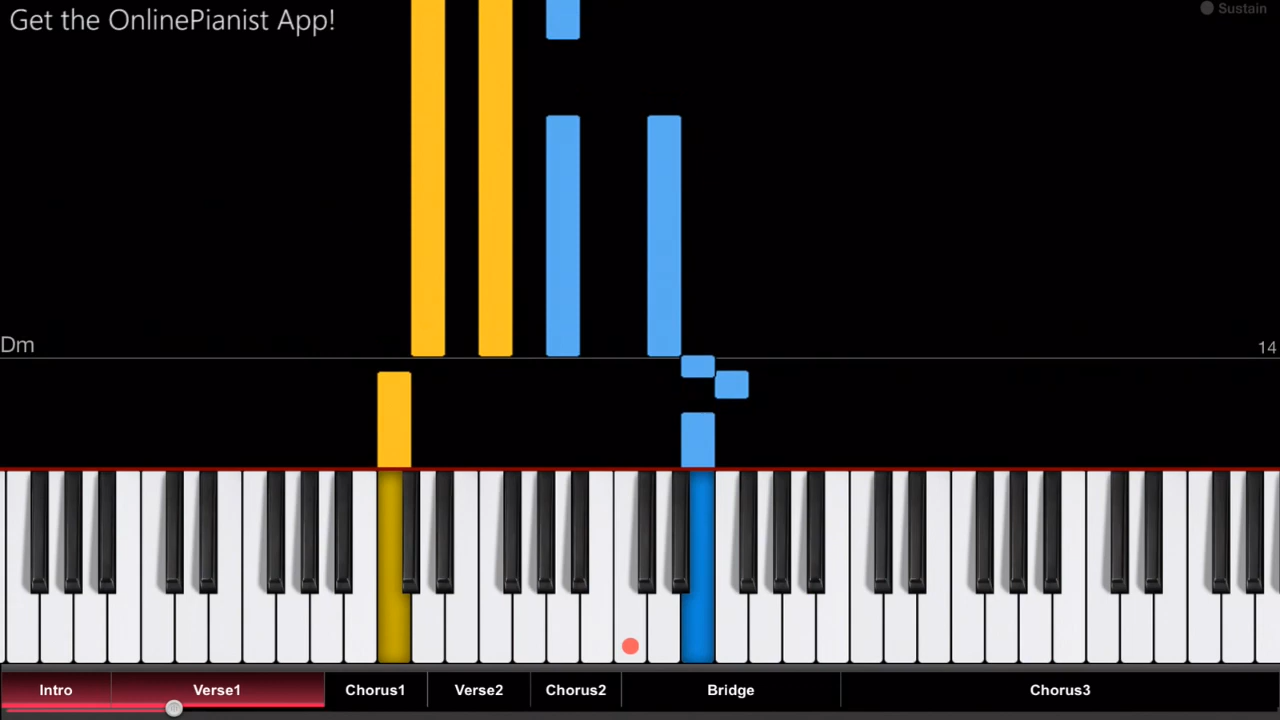 Get the OnlinePianist App!
Sustain
Dm
14
Intro
Verse1
Chorus1
Verse2
Chorus2
Bridge
Chorus3